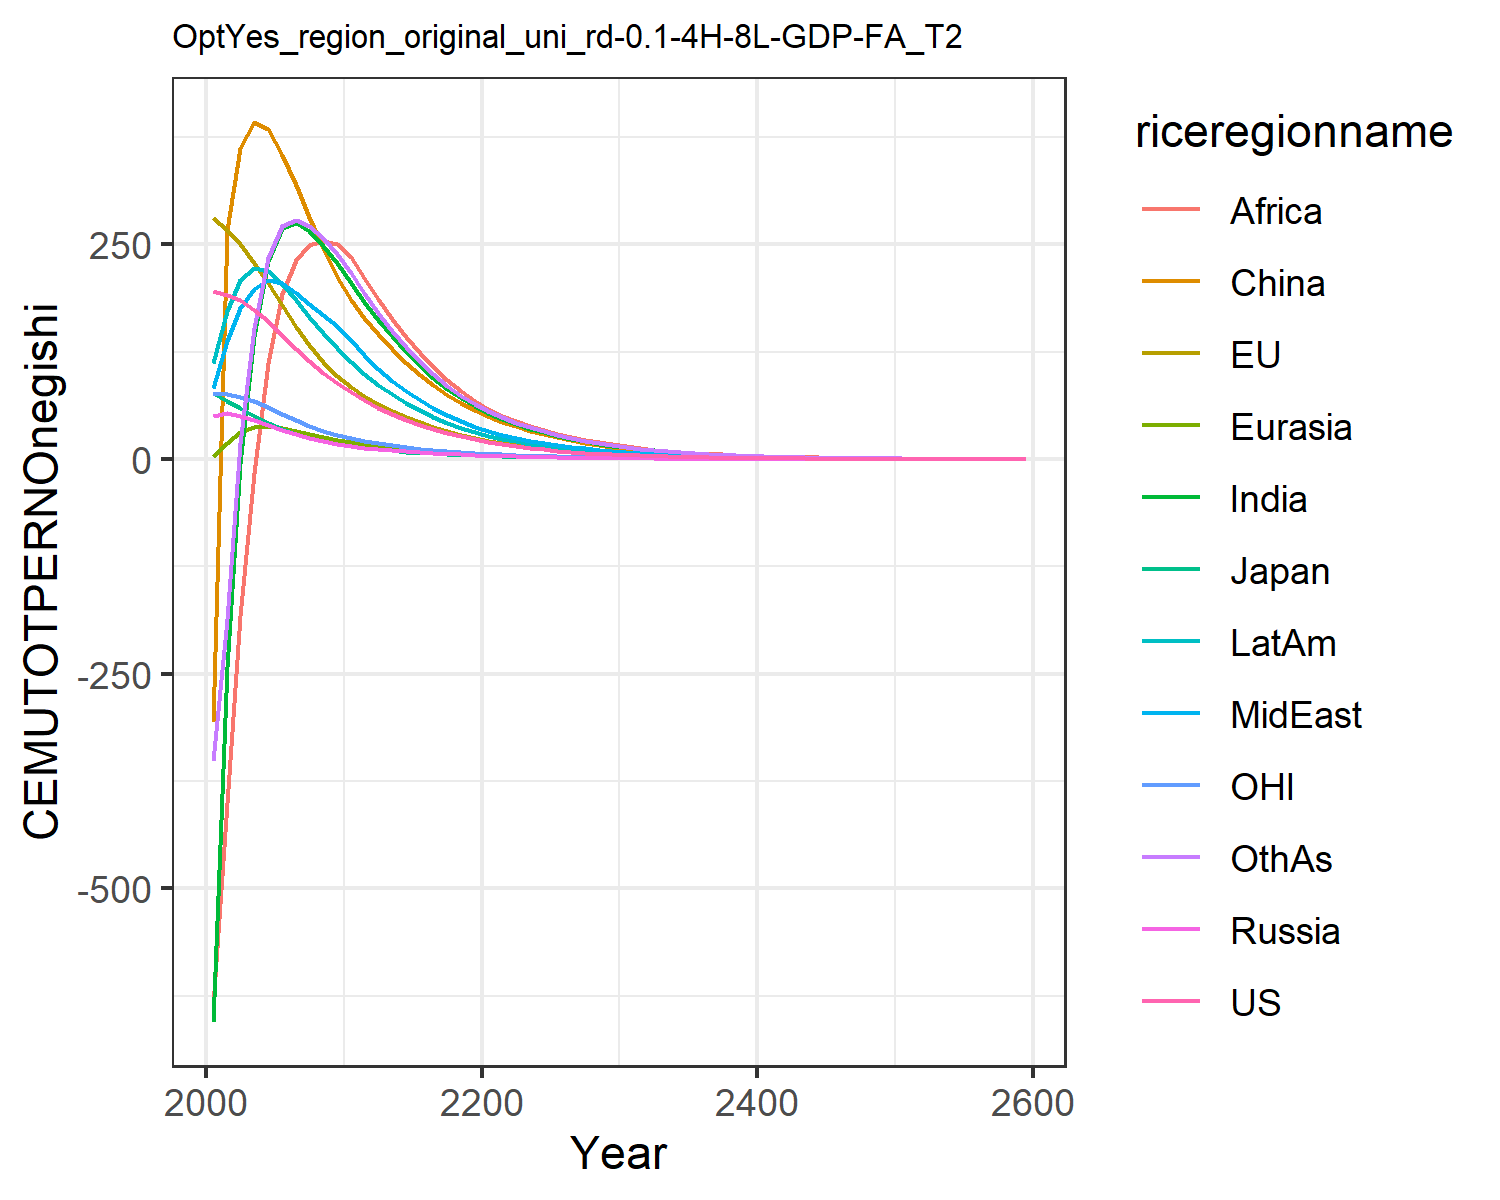 OptYes_region_original_uni_rd-0.1-4H-8L-GDP-FA_T2
CEMUTOTPERNOnegishi
250
0
-250
-500
2000
2200
2400
2600
Year
riceregionname
Africa
China
EU
Eurasia
India
Japan
LatAm
MidEast
OHI
OthAs
Russia
US